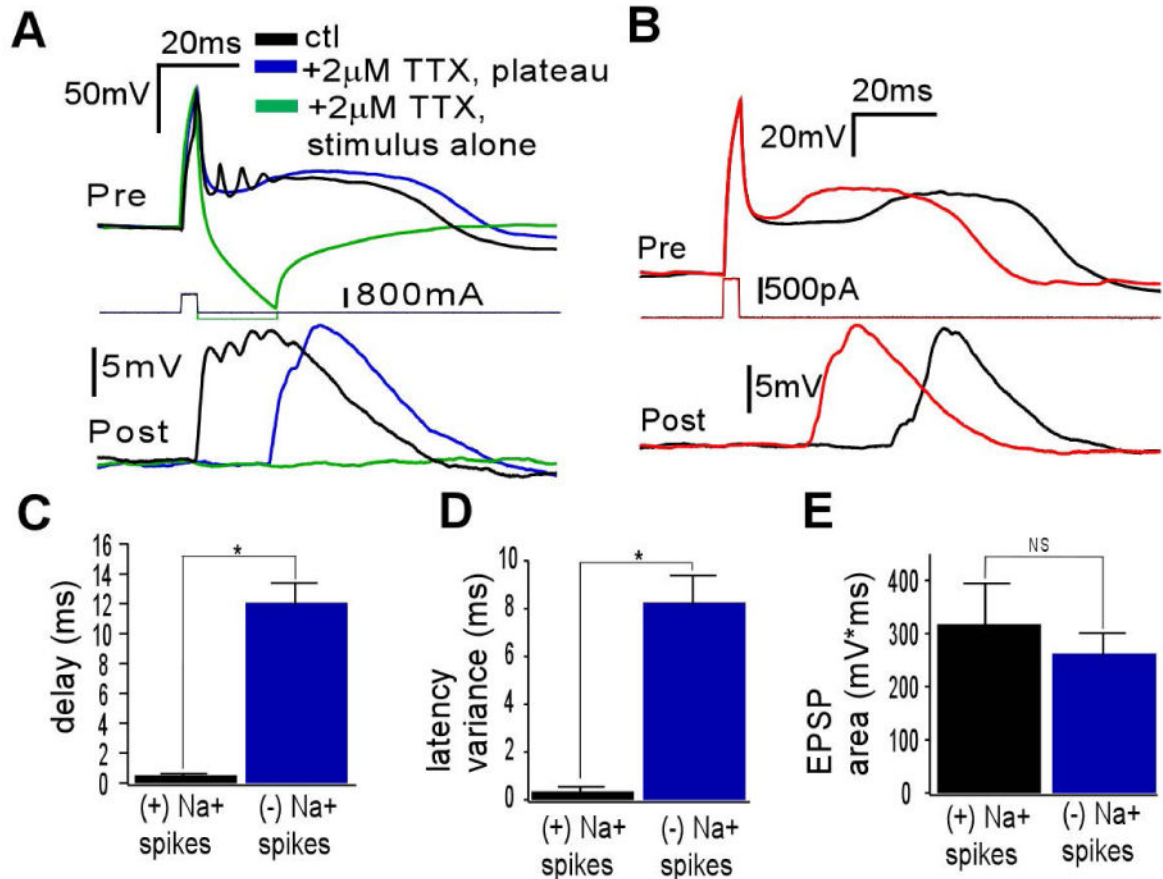 A
20ms
50mV
ctl
+2μM TTX, plateau
+2μM TTX,
stimulus alone
Pre
800mA
5mV
Post
B
20ms
20mV
Pre
500pA
5mV
Post
C
delay (ms)
16
14
12
10
8
6
4
2
0
*
(+) Na+
spikes
(-) Na+
spikes
D
latency
variance (ms)
10
8
6
4
2
0
*
(+) Na+
spikes
(-) Na+
spikes
E
EPSP
area (mV*ms)
400
300
200
100
0
NS
(+) Na+
spikes
(-) Na+
spikes